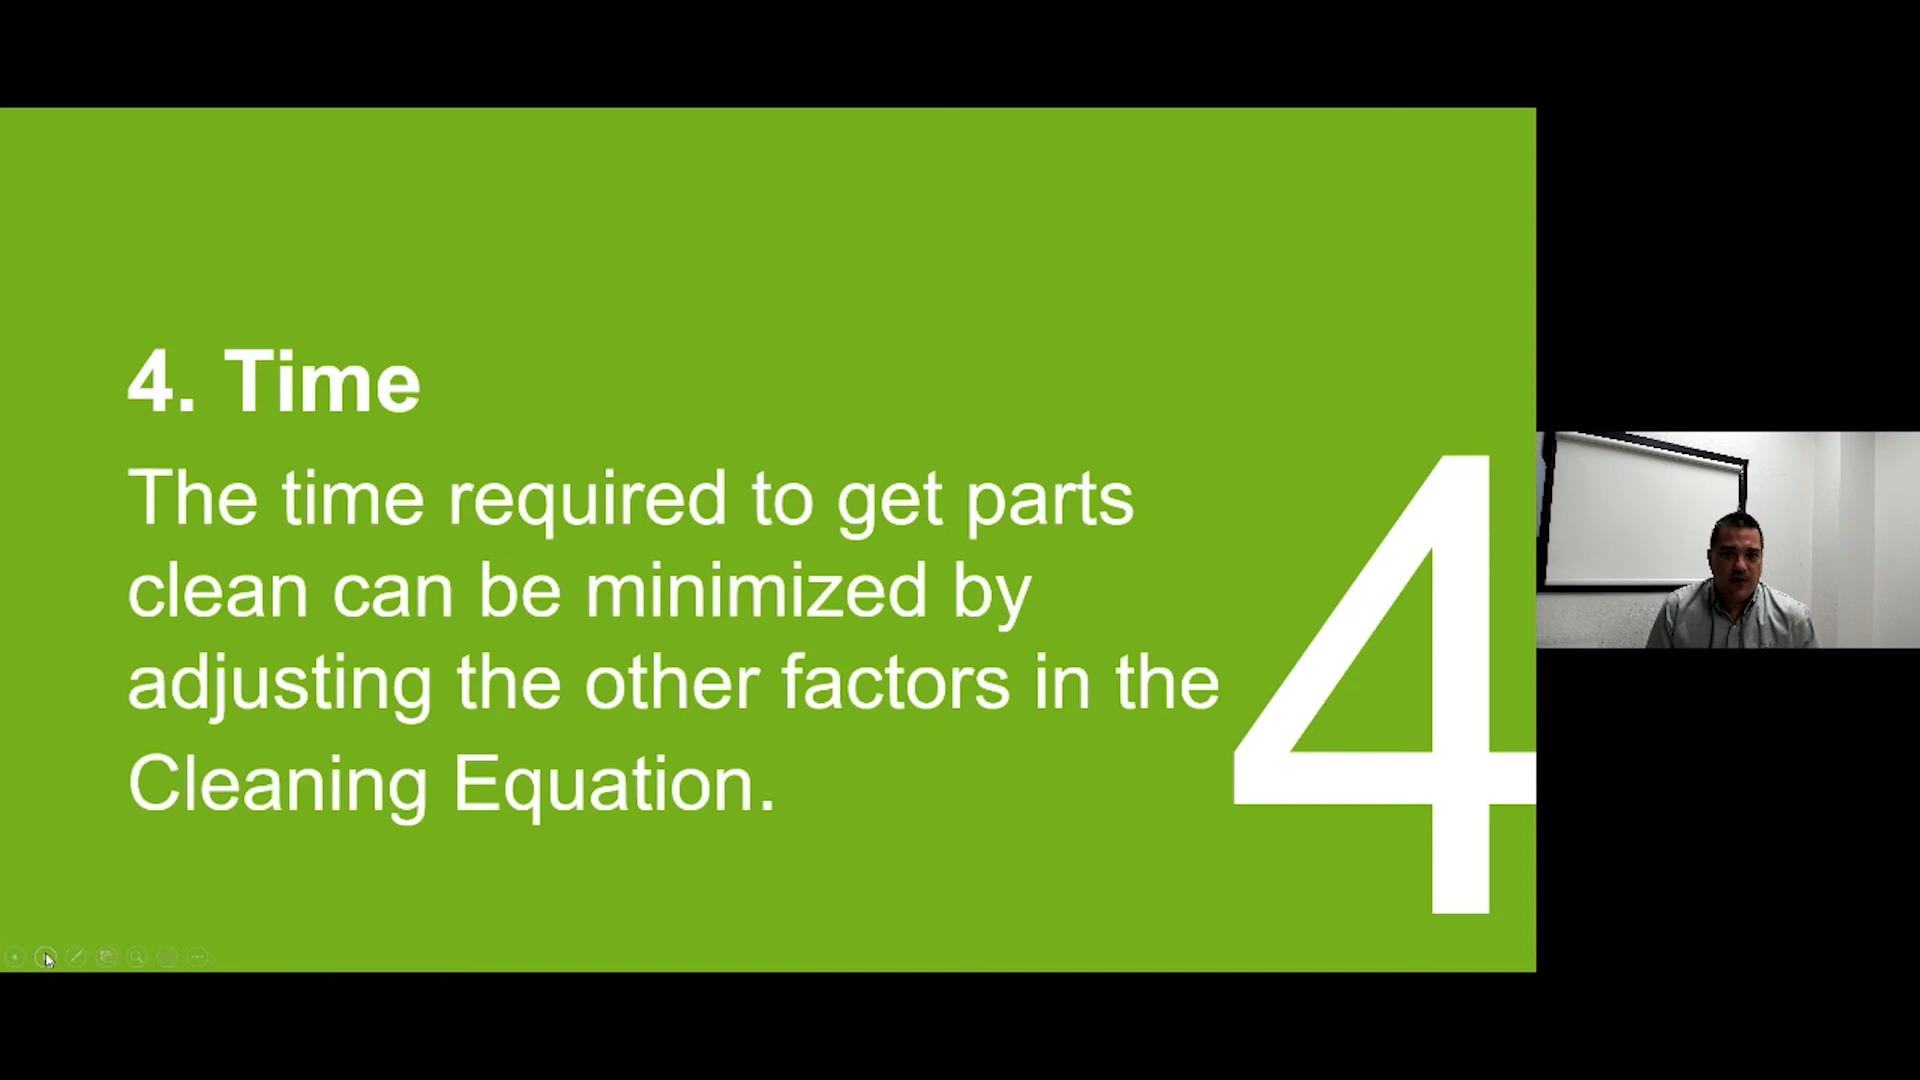 4. Time
The time required to get parts
clean can be minimized by
adjusting the other factors in the
Cleaning Equation.
4